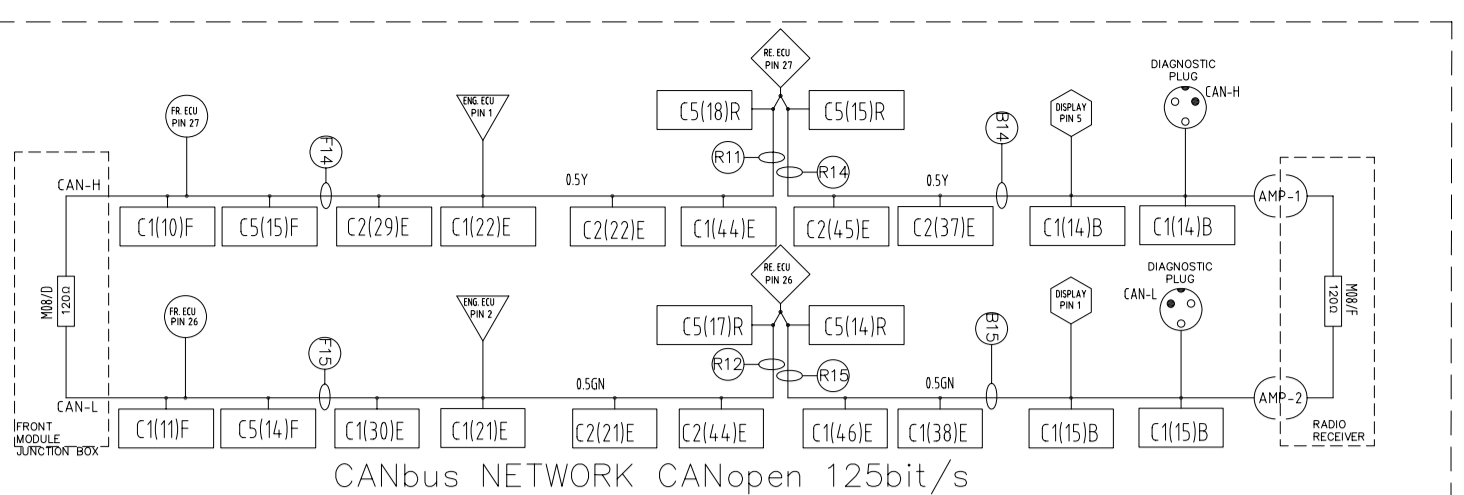 RE. ECU
PIN 27
DIAGNOSTIC
PLUG
CAN-H
FR. ECU
PIN 27
ENG. ECU
PIN 1
C5(18)R
C5(15)R
DISPLAY
PIN 5
F14
B14
R11
R14
CAN-H
0.5Y
0.5Y
AMP-1
C1(10)F
C5(15)F
C2(29)E
C1(22)E
C2(22)E
C1(44)E
C2(45)E
C2(37)E
C1(14)B
C1(14)B
RE. ECU
PIN 26
DIAGNOSTIC
PLUG
CAN-L
M08/D
120Ω
FR. ECU
PIN 26
ENG. ECU
PIN 2
C5(17)R
C5(14)R
DISPLAY
PIN 1
M08/F
120Ω
F15
B15
R12
R15
CAN-L
0.5GN
0.5GN
AMP-2
C1(11)F
C5(14)F
C1(30)E
C1(21)E
C2(21)E
C2(44)E
C1(46)E
C1(38)E
C1(15)B
C1(15)B
FRONT
MODULE
JUNCTION BOX
RADIO
RECEIVER
CANbus NETWORK CANopen 125bit/s